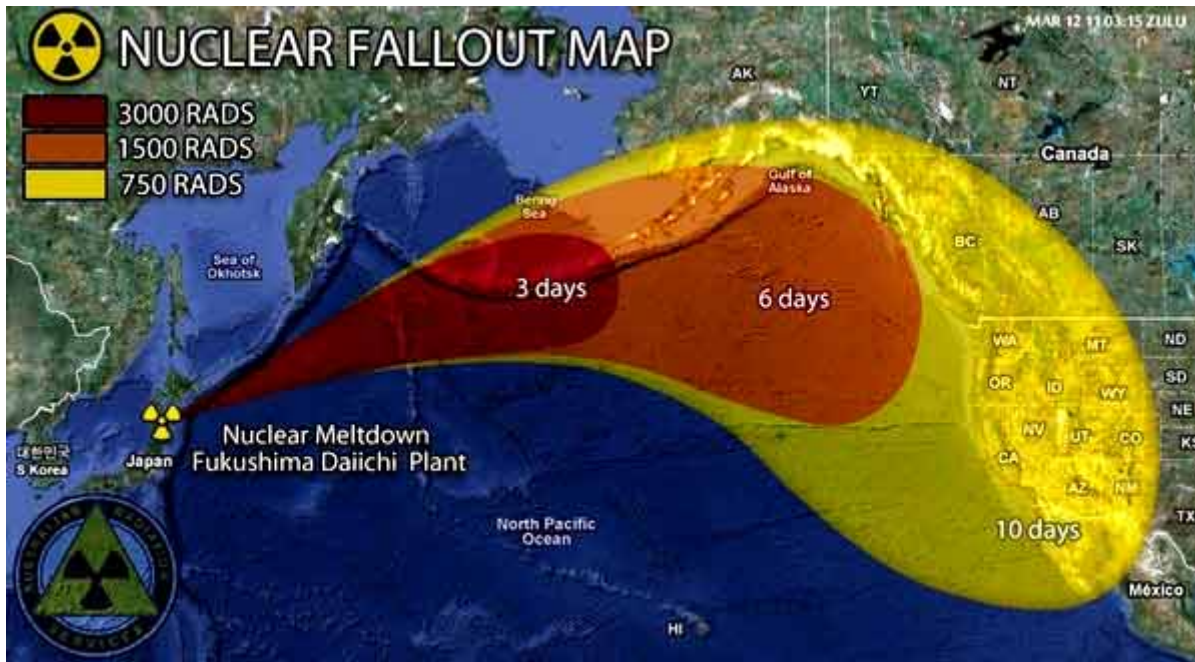 MAR 12 11 03:15 ZULU
NUCLEAR FALLOUT MAP
3000 RADS
1500 RADS
750 RADS
AK
YT
NT
Canada
Gulf of
Alaska
Bering
Sea
AB
BC
SK
Sea of
Okhotsk
3 days
6 days
WA
MT
ND
OR
ID
WY
SD
NE
NV
UT
CO
K
CA
AZ
NM
TX
Nuclear Meltdown
Fukushima Daiichi Plant
대한민국
S Korea
Japan
North Pacific
Ocean
10 days
México
HI
AUSTRALIAN RADIATION
SERVICES